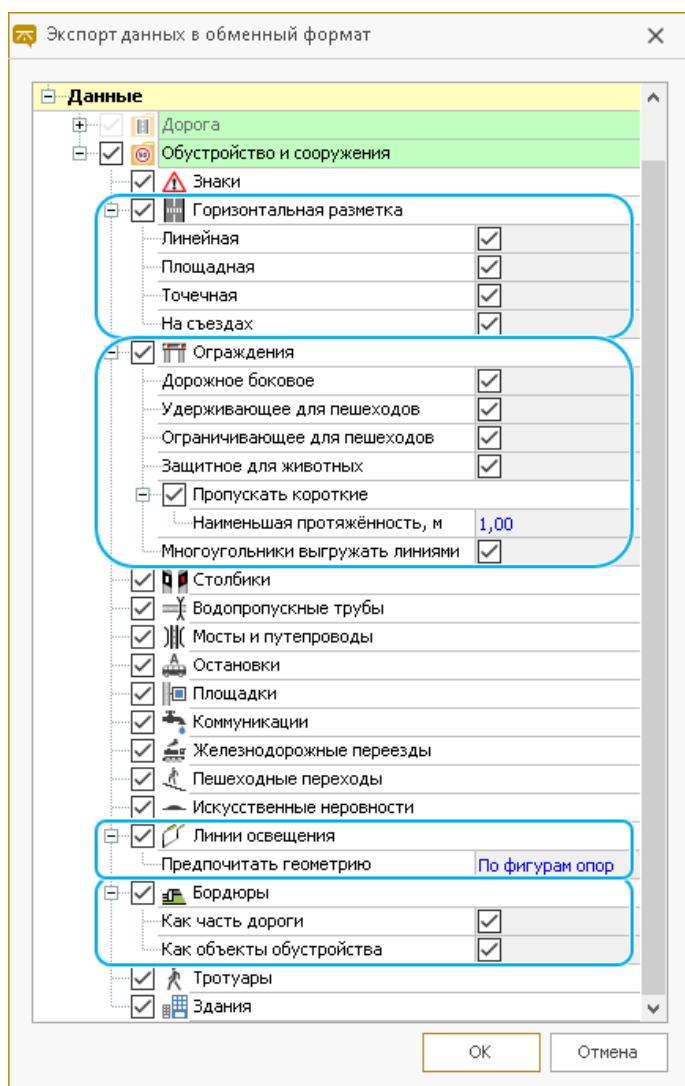 Экспорт данных в обменный формат
Данные
Дорога
Обустройство и сооружения
Знаки
Горизонтальная разметка
Линейная
Площадная
Точечная
На съездах
Ограждения
Дорожное боковое
Удерживающее для пешеходов
Ограничивающее для пешеходов
Защитное для животных
Пропускать короткие
Наименьшая протяжённость, м 1,00
Многоугольники выгружать линиями
Столбики
Водопропускные трубы
Мосты и путепроводы
Остановки
Площадки
Коммуникации
Железнодорожные переезды
Пешеходные переходы
Искусственные неровности
Линии освещения
Предпочитать геометрию По фигурам опор
Бордюры
Как часть дороги
Как объекты обустройства
Тротуары
Здания
ОК Отмена